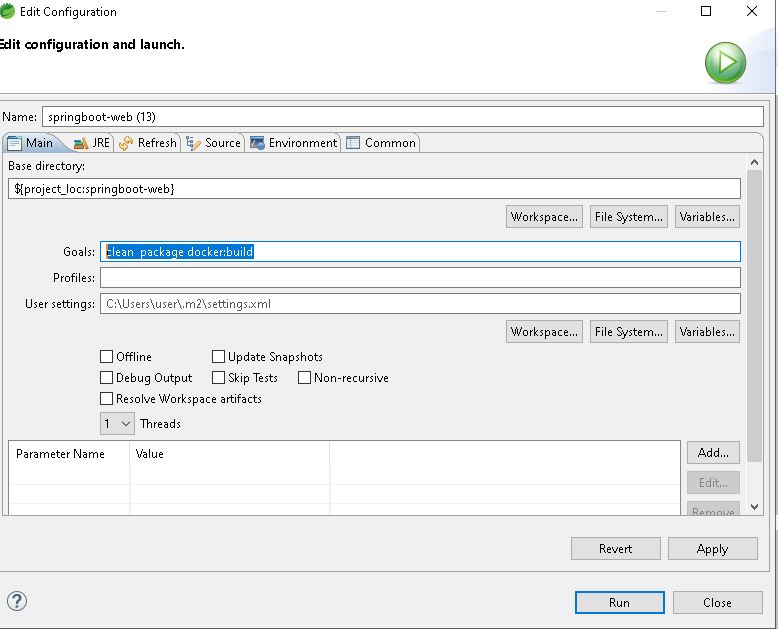 Edit Configuration
Edit configuration and launch.
Name: springboot-web (13)
Main JRE Refresh Source Environment Common
Base directory:
${project_loc:springboot-web}
Workspace... File System... Variables...
Goals: clean package docker:build
Profiles:
User settings: C:\Users\user\.m2\settings.xml
Workspace... File System... Variables...
Offline Update Snapshots
Debug Output Skip Tests Non-recursive
Resolve Workspace artifacts
1 Threads
Parameter Name Value Add...
Edit...
Remove
Revert Apply
Run Close